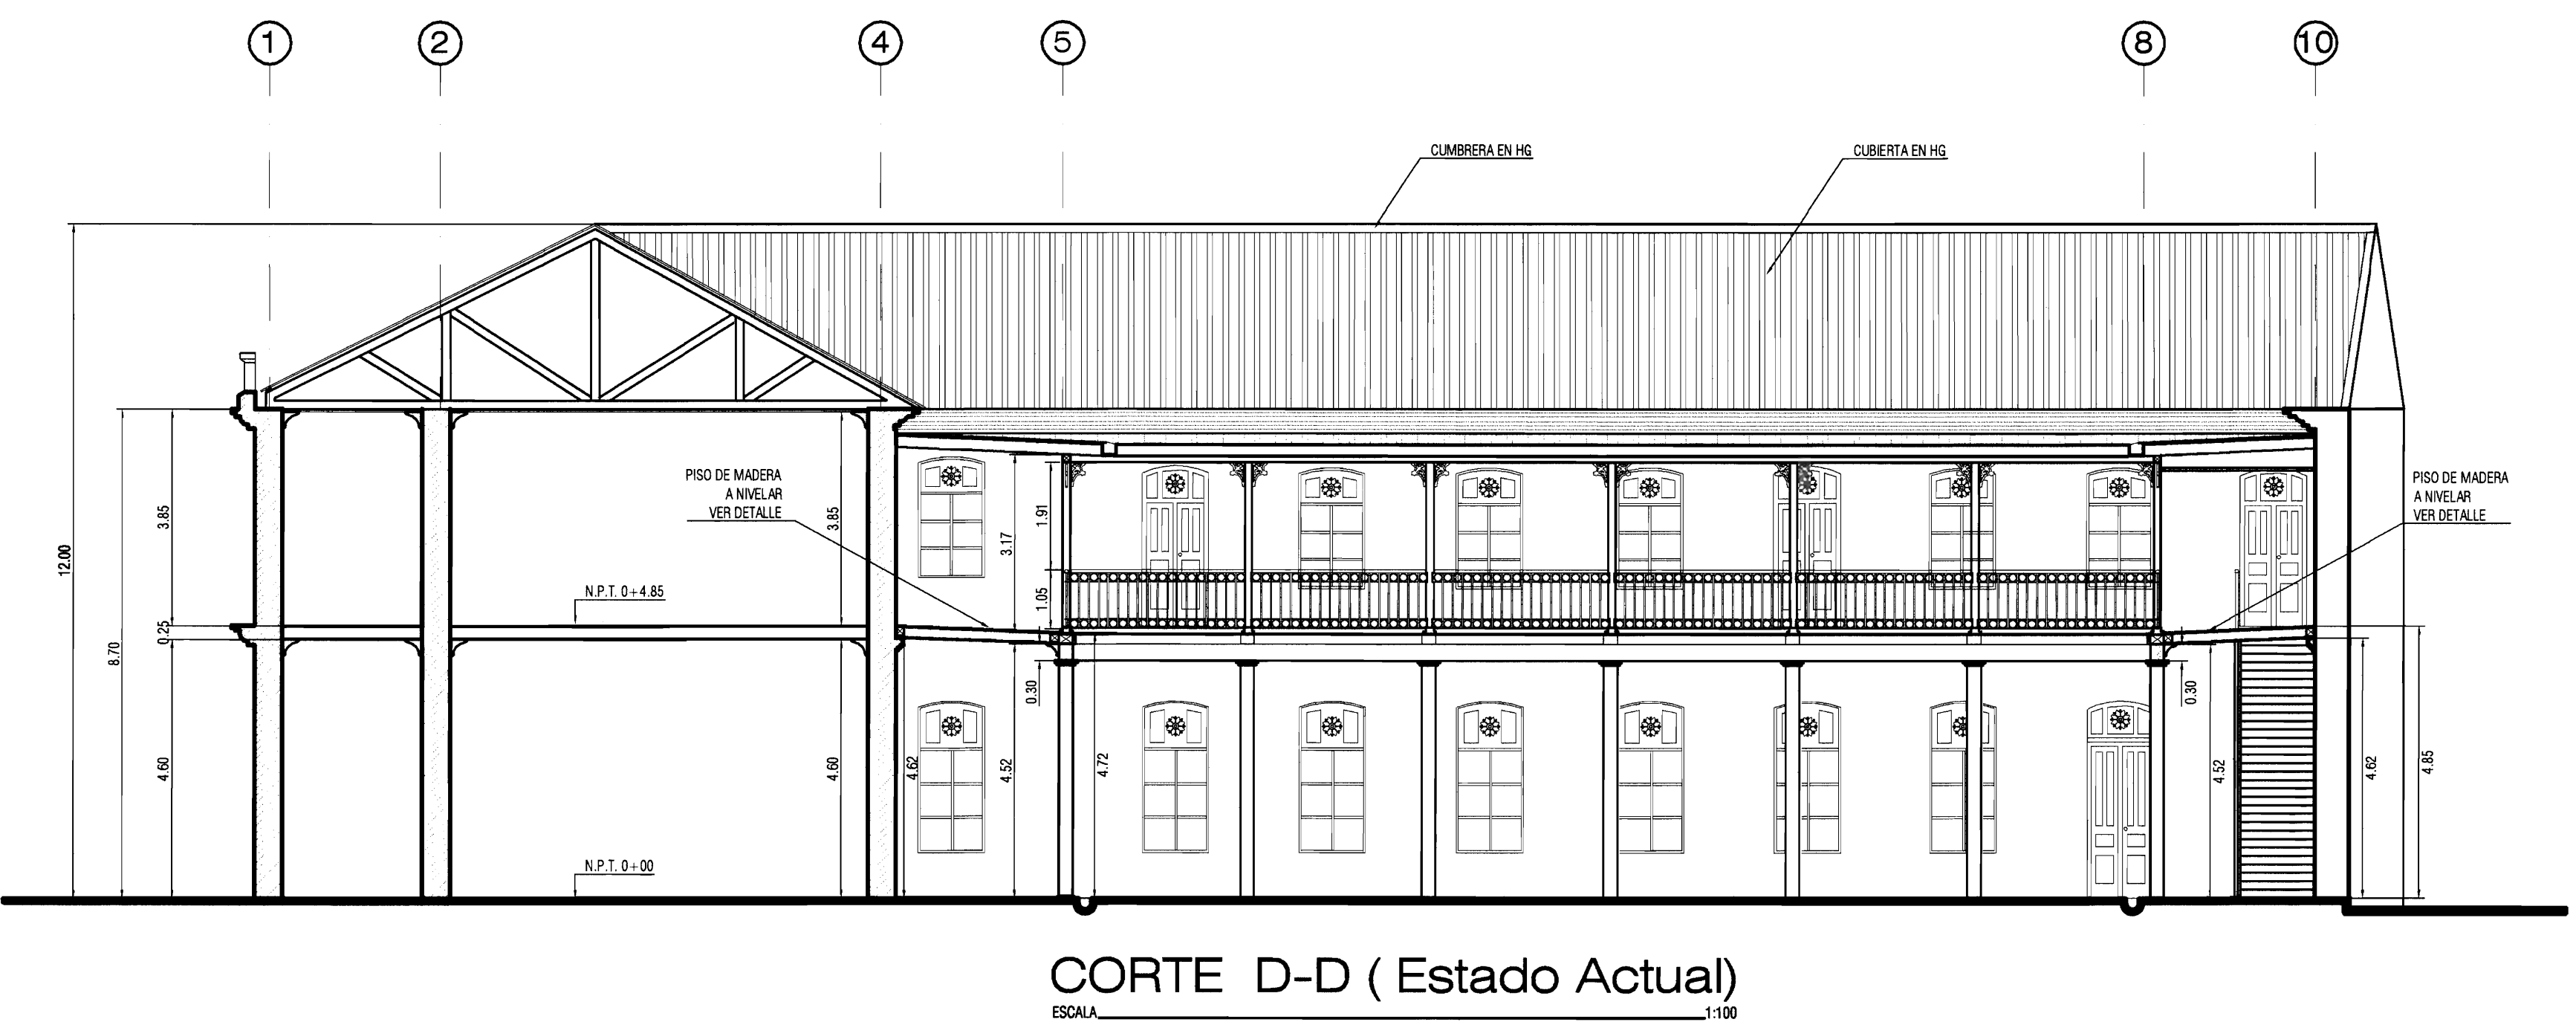 1
2
4
5
8
10
CUMBRERA EN HG
CUBIERTA EN HG
PISO DE MADERA
A NIVELAR
VER DETALLE
PISO DE MADERA
A NIVELAR
VER DETALLE
12.00
8.70
3.85
0.25
4.60
3.85
4.60
N.P.T. 0+4.85
N.P.T. 0+00
4.62
4.52
3.17
0.30
1.91
1.05
4.72
0.30
4.52
4.62
4.85
CORTE D-D ( Estado Actual)
ESCALA 1:100